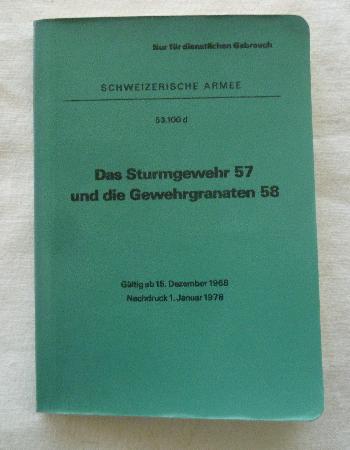 Nur für dienstlichen Gebrauch
SCHWEIZERISCHE ARMEE
53.100 d
Das Sturmgewehr 57
und die Gewehrgranaten 58
Gültig ab 15. Dezember 1968
Nachdruck 1. Januar 1978